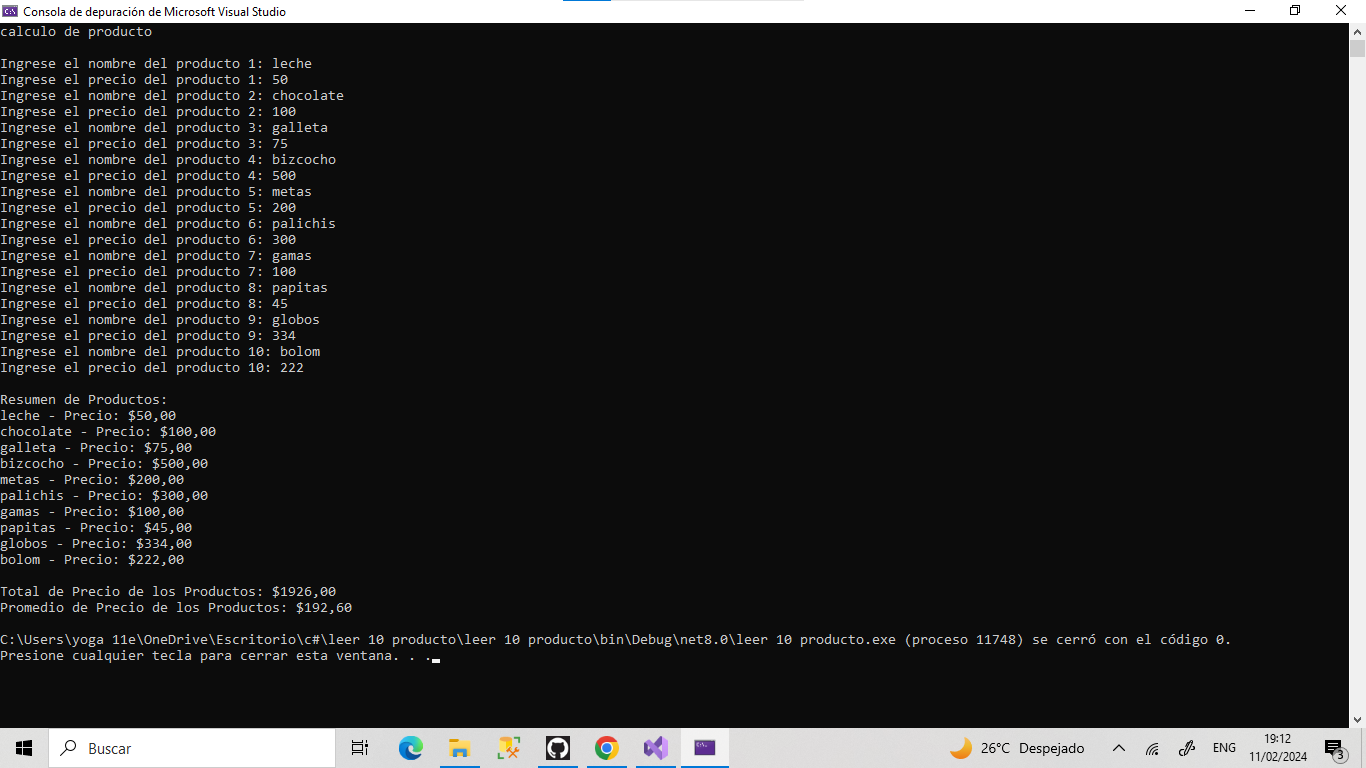 Consola de depuración de Microsoft Visual Studio
calculo de producto
Ingrese el nombre del producto 1: leche
Ingrese el precio del producto 1: 50
Ingrese el nombre del producto 2: chocolate
Ingrese el precio del producto 2: 100
Ingrese el nombre del producto 3: galleta
Ingrese el precio del producto 3: 75
Ingrese el nombre del producto 4: bizcocho
Ingrese el precio del producto 4: 500
Ingrese el nombre del producto 5: metas
Ingrese el precio del producto 5: 200
Ingrese el nombre del producto 6: palichis
Ingrese el precio del producto 6: 300
Ingrese el nombre del producto 7: gamas
Ingrese el precio del producto 7: 100
Ingrese el nombre del producto 8: papitas
Ingrese el precio del producto 8: 45
Ingrese el nombre del producto 9: globos
Ingrese el precio del producto 9: 334
Ingrese el nombre del producto 10: bolom
Ingrese el precio del producto 10: 222
Resumen de Productos:
leche - Precio: $50,00
chocolate - Precio: $100,00
galleta - Precio: $75,00
bizcocho - Precio: $500,00
metas - Precio: $200,00
palichis - Precio: $300,00
gamas - Precio: $100,00
papitas - Precio: $45,00
globos - Precio: $334,00
bolom - Precio: $222,00
Total de Precio de los Productos: $1926,00
Promedio de Precio de los Productos: $192,60
C:\Users\yoga 11e\OneDrive\Escritorio\c#\leer 10 producto\leer 10 producto\bin\Debug\net8.0\leer 10 producto.exe (proceso 11748) se cerró con el código 0.
Presione cualquier tecla para cerrar esta ventana. . .
Buscar
26°C Despejado
ENG
19:12
11/02/2024
3